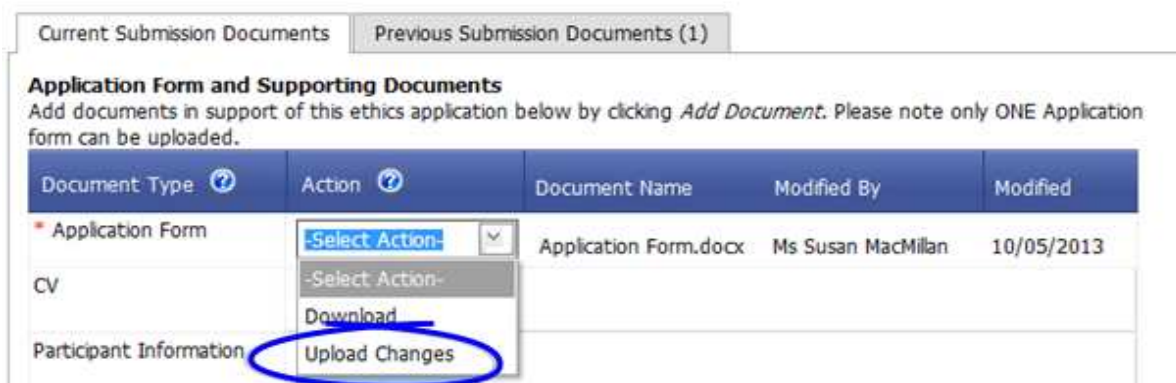 Current Submission Documents Previous Submission Documents (1)
Application Form and Supporting Documents
Add documents in support of this ethics application below by clicking Add Document. Please note only ONE Application
form can be uploaded.
Document Type ? Action ? Document Name Modified By Modified
* Application Form -Select Action- Application Form.docx Ms Susan MacMillan 10/05/2013
-Select Action-
CV
Download
Participant Information Upload Changes